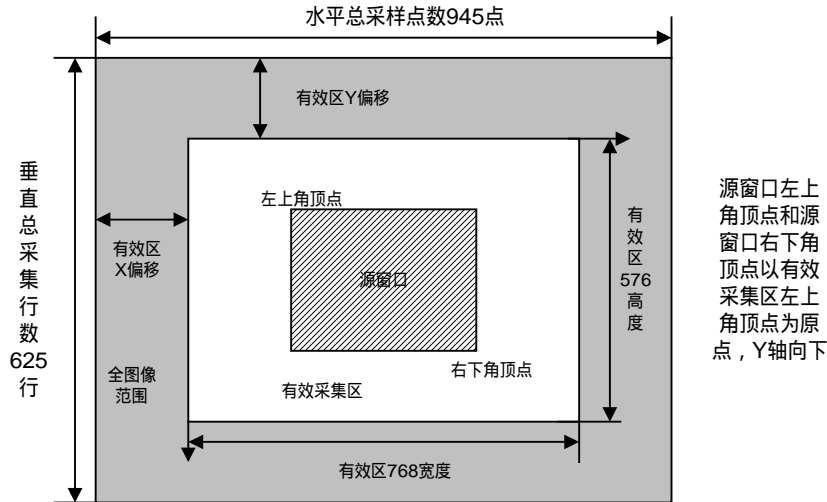 水平总采样点数945点
有效区Y偏移
垂
直
总
采
集
行
数
625
行
左上角顶点
有效区
X偏移
源窗口
有
效
区
576
高
度
源窗口左上
角顶点和源
窗口右下角
顶点以有效
采集区左上
角顶点为原
点，Y轴向下
全图像
范围
右下角顶点
有效采集区
有效区768宽度